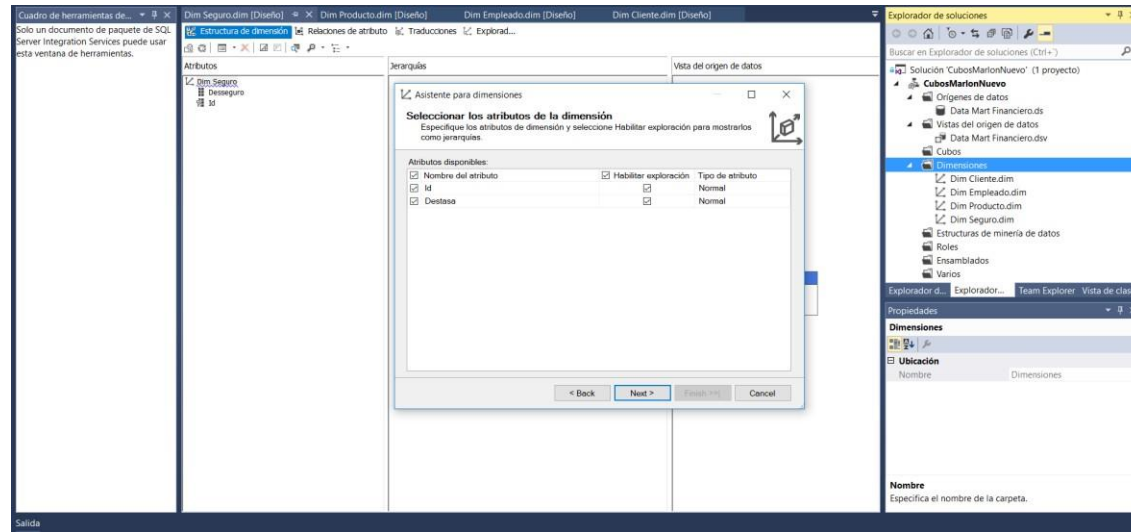 Cuadro de herramientas de...
Solo un documento de paquete de SQL
Server Integration Services puede usar
esta ventana de herramientas.
Dim Seguro.dim [Diseño]
Dim Producto.dim [Diseño]
Dim Empleado.dim [Diseño]
Dim Cliente.dim [Diseño]
Estructura de dimensión
Relaciones de atributo
Traducciones
Explorad...
Atributos
Dim Seguro
Desseguro
Id
Jerarquías
Vista del origen de datos
Asistente para dimensiones
Seleccionar los atributos de la dimensión
Especifique los atributos de dimensión y seleccione Habilitar exploración para mostrarlos
como jerarquías.
Atributos disponibles:
Nombre del atributo Habilitar exploración Tipo de atributo
Id Normal
Destasa Normal
< Back Next > Finish >>| Cancel
Explorador de soluciones
Buscar en Explorador de soluciones (Ctrl+')
Solución 'CubosMarlonNuevo' (1 proyecto)
CubosMarlonNuevo
Orígenes de datos
Data Mart Financiero.ds
Vistas del origen de datos
Data Mart Financiero.dsv
Cubos
Dimensiones
Dim Cliente.dim
Dim Empleado.dim
Dim Producto.dim
Dim Seguro.dim
Estructuras de minería de datos
Roles
Ensamblados
Varios
Explorador d... Explorador... Team Explorer Vista de clas
Propiedades
Dimensiones
Ubicación
Nombre Dimensiones
Nombre
Especifica el nombre de la carpeta.
Salida